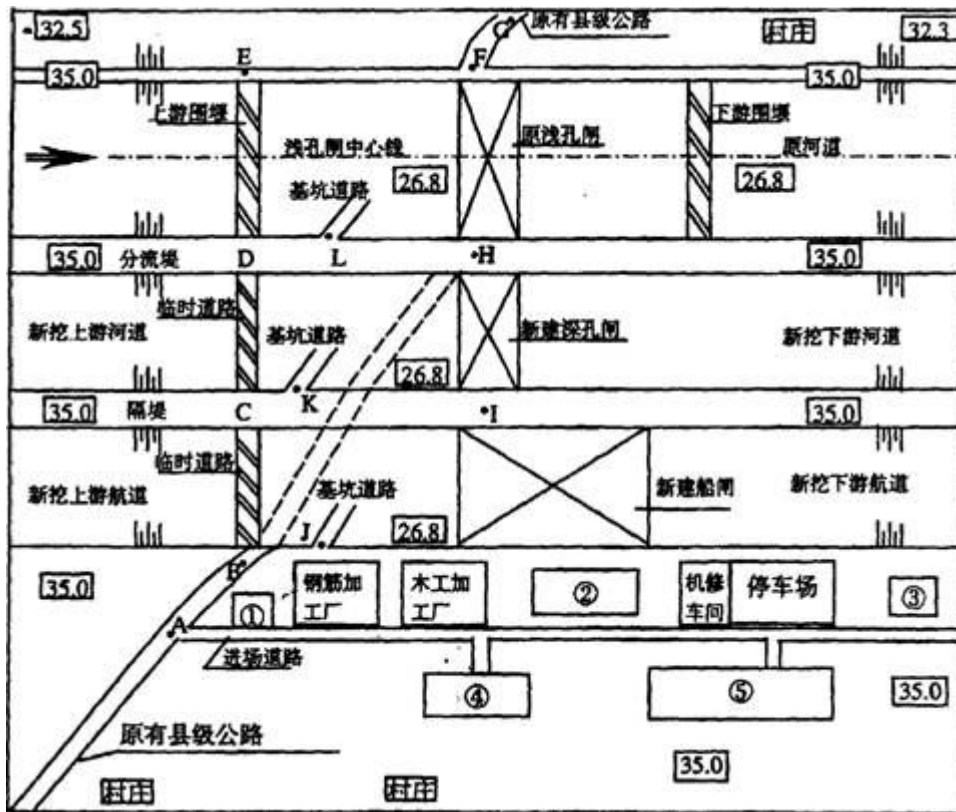 32.5
原有县级公路
G
村庄
32.3
E
F
35.0
35.0
上游围堰
下游围堰
浅孔闸中心线
原浅孔闸
原河道
26.8
26.8
基坑道路
35.0
分流堤
D
L
H
35.0
新挖上游河道
临时道路
基坑道路
26.8
新建深孔闸
新挖下游河道
35.0
隔堤
C
K
I
35.0
新挖上游航道
临时道路
基坑道路
J
26.8
新建船闸
新挖下游航道
35.0
B
①
钢筋加
工厂
木工加
工厂
②
机修
车间
停车场
③
A
进场道路
④
⑤
35.0
原有县级公路
35.0
村庄
村庄